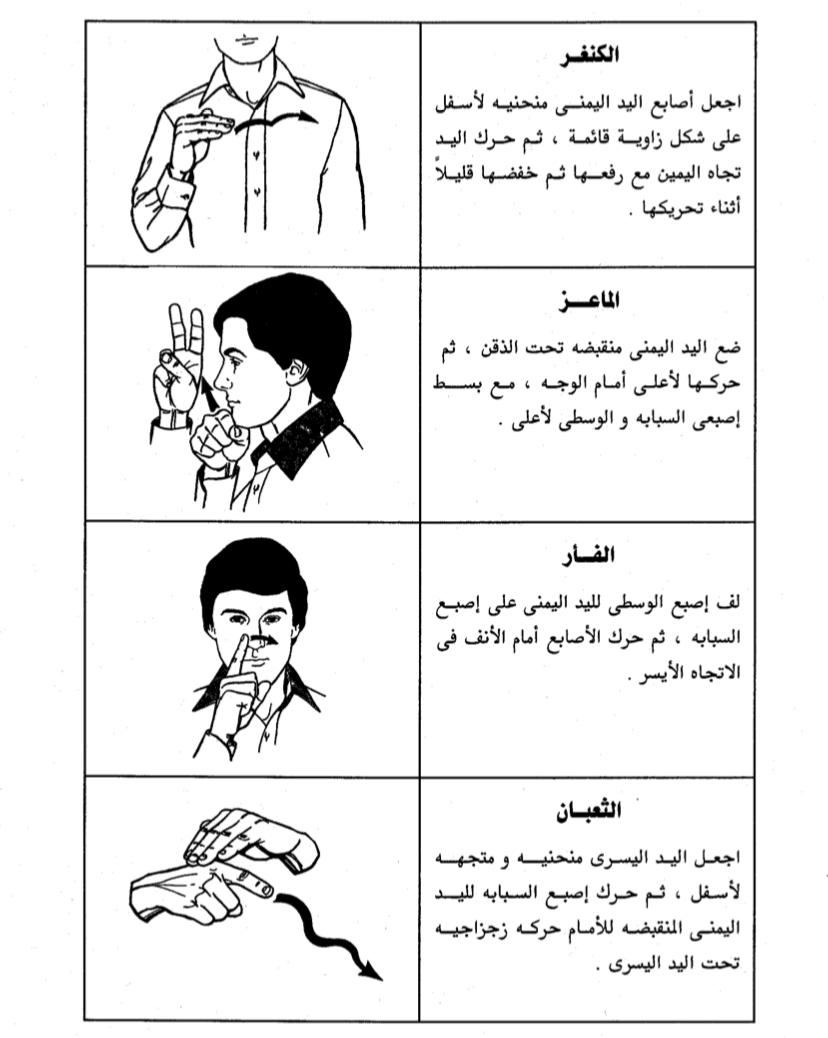 الكنغر
اجعل أصابع اليد اليمنى منحنيه لأسفل
على شكل زاوية قائمة ، ثم حرك اليد
تجاه اليمين مع رفعها ثم خفضها قليلاً
أثناء تحريكها .
الماعز
ضع اليد اليمنى منقبضه تحت الذقن ، ثم
حركها لأعلى أمام الوجه ، مع بسط
إصبعى السبابه و الوسطى لأعلى .
الفأر
لف إصبع الوسطى لليد اليمنى على إصبع
السبابه ، ثم حرك الأصابع أمام الأنف فى
الاتجاه الأيسر .
الثعبان
اجعل اليد اليسرى منحنيه و متجهه
لأسفل ، ثم حرك إصبع السبابه لليد
اليمنى المنقبضه للأمام حركه زجزاجيه
تحت اليد اليسرى .